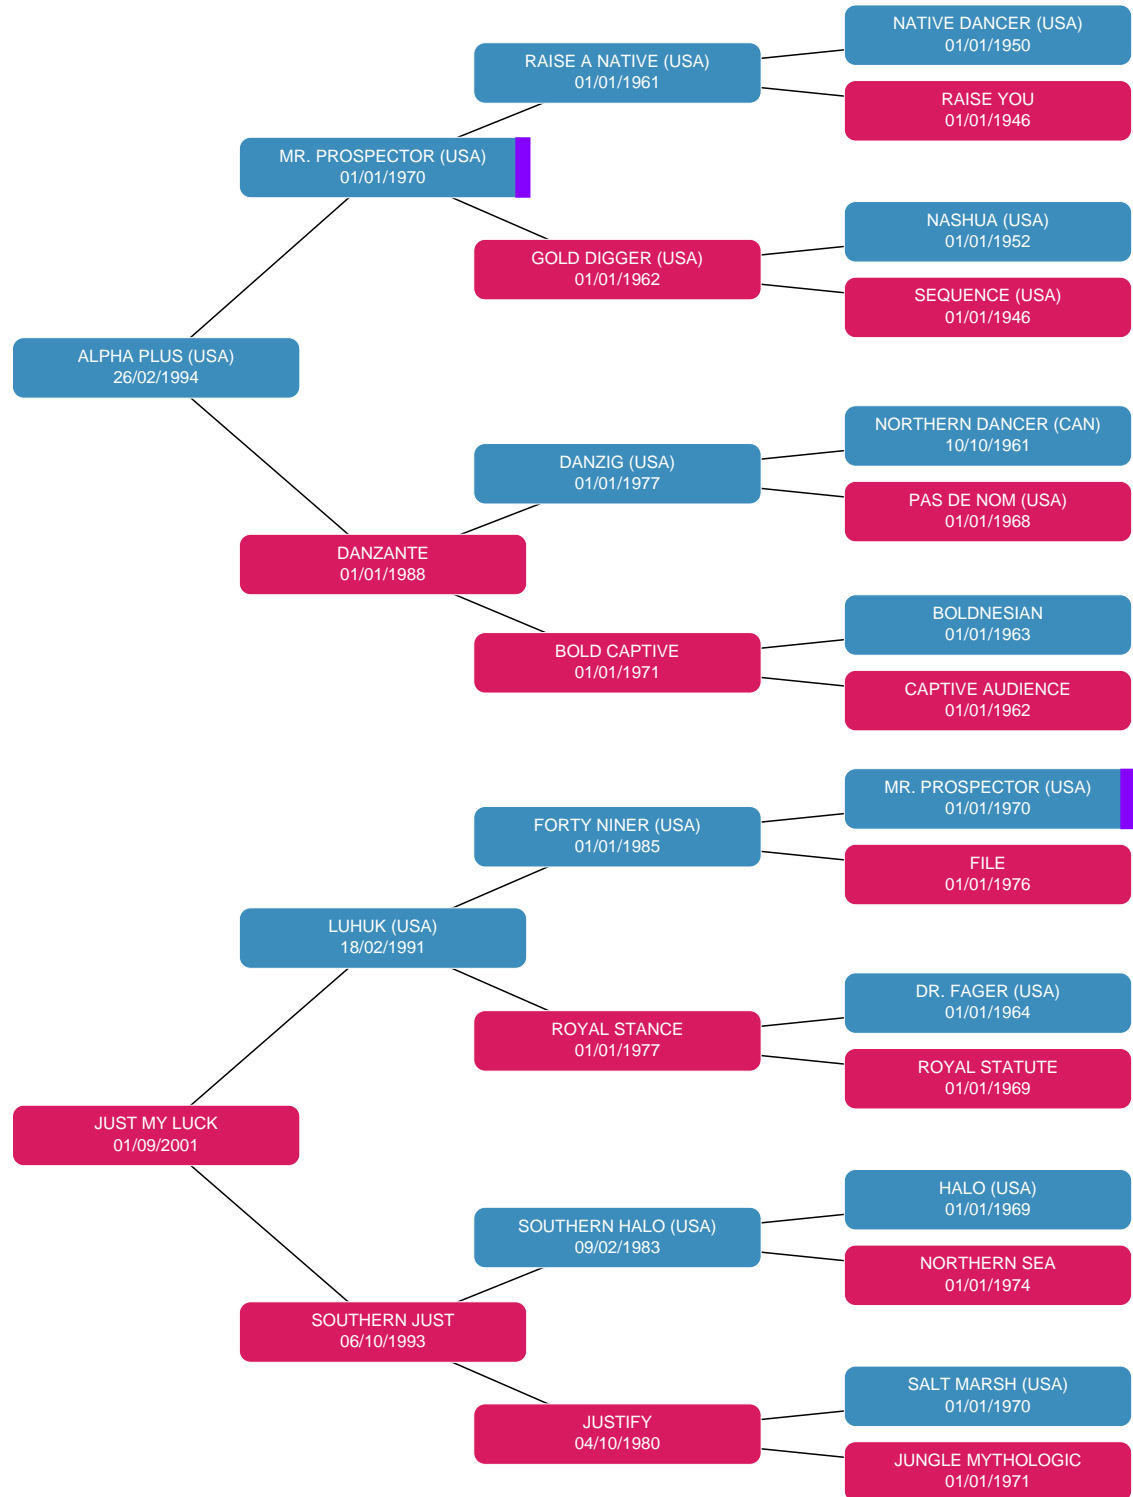 NATIVE DANCER (USA)
01/01/1950
RAISE A NATIVE (USA)
01/01/1961
RAISE YOU
01/01/1946
MR. PROSPECTOR (USA)
01/01/1970
NASHUA (USA)
01/01/1952
GOLD DIGGER (USA)
01/01/1962
SEQUENCE (USA)
01/01/1946
ALPHA PLUS (USA)
26/02/1994
NORTHERN DANCER (CAN)
10/10/1961
DANZIG (USA)
01/01/1977
PAS DE NOM (USA)
01/01/1968
DANZANTE
01/01/1988
BOLDNESIAN
01/01/1963
BOLD CAPTIVE
01/01/1971
CAPTIVE AUDIENCE
01/01/1962
MR. PROSPECTOR (USA)
01/01/1970
FORTY NINER (USA)
01/01/1985
FILE
01/01/1976
LUHUK (USA)
18/02/1991
DR. FAGER (USA)
01/01/1964
ROYAL STANCE
01/01/1977
ROYAL STATUTE
01/01/1969
JUST MY LUCK
01/09/2001
HALO (USA)
01/01/1969
SOUTHERN HALO (USA)
09/02/1983
NORTHERN SEA
01/01/1974
SOUTHERN JUST
06/10/1993
SALT MARSH (USA)
01/01/1970
JUSTIFY
04/10/1980
JUNGLE MYTHOLOGIC
01/01/1971